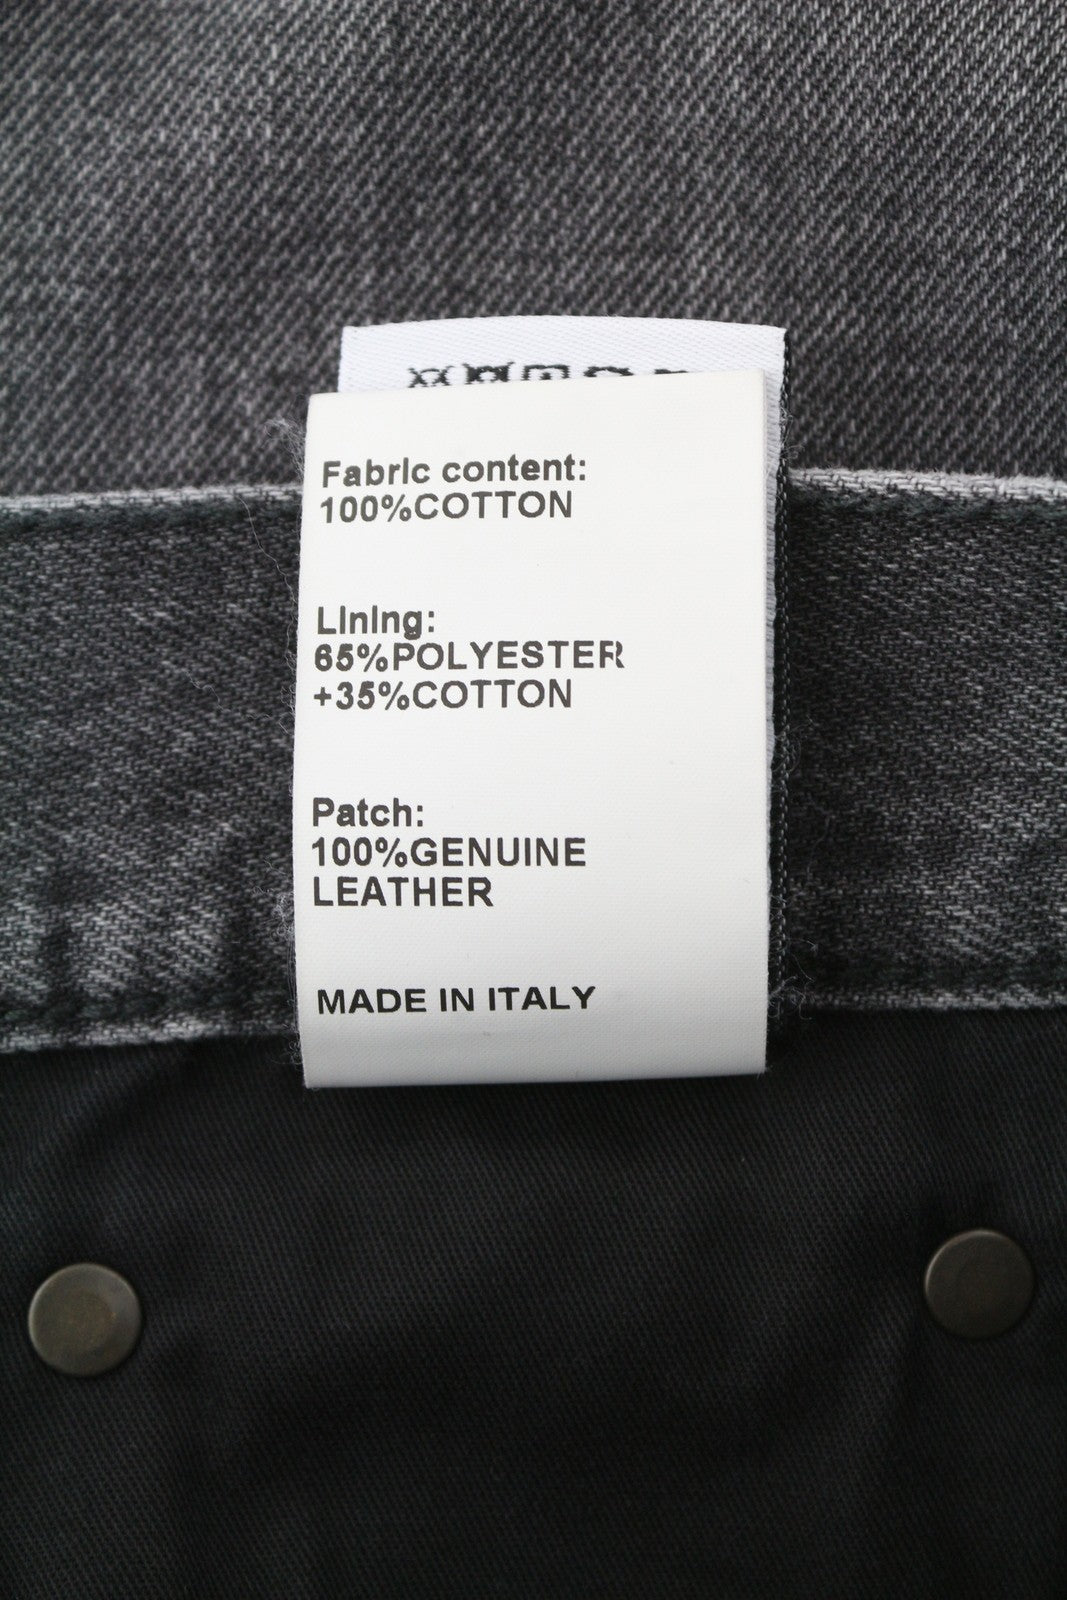 Fabric content:
100%COTTON
Lining:
65%POLYESTER
+35%COTTON
Patch:
100%GENUINE
LEATHER
MADE IN ITALY